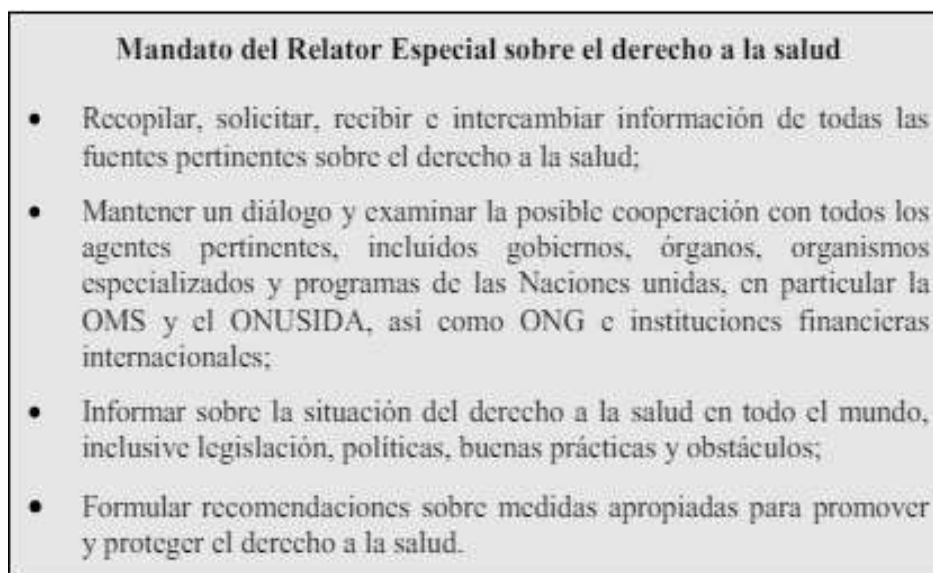 Mandato del Relator Especial sobre el derecho a la salud
• Recopilar, solicitar, recibir e intercambiar información de todas las
fuentes pertinentes sobre el derecho a la salud;
• Mantener un diálogo y examinar la posible cooperación con todos los
agentes pertinentes, incluidos gobiernos, órganos, organismos
especializados y programas de las Naciones unidas, en particular la
OMS y el ONUSIDA, así como ONG e instituciones financieras
internacionales;
• Informar sobre la situación del derecho a la salud en todo el mundo,
inclusive legislación, políticas, buenas prácticas y obstáculos;
• Formular recomendaciones sobre medidas apropiadas para promover
y proteger el derecho a la salud.